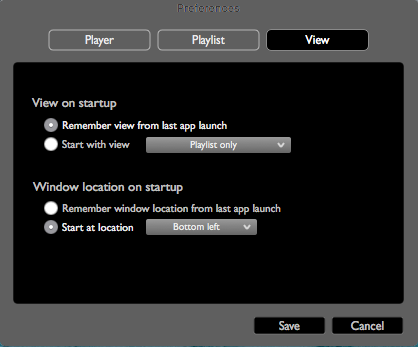 Preferences
Player
Playlist
View
View on startup
Remember view from last app launch
Start with view
Playlist only
Window location on startup
Remember window location from last app launch
Start at location
Bottom left
Save
Cancel